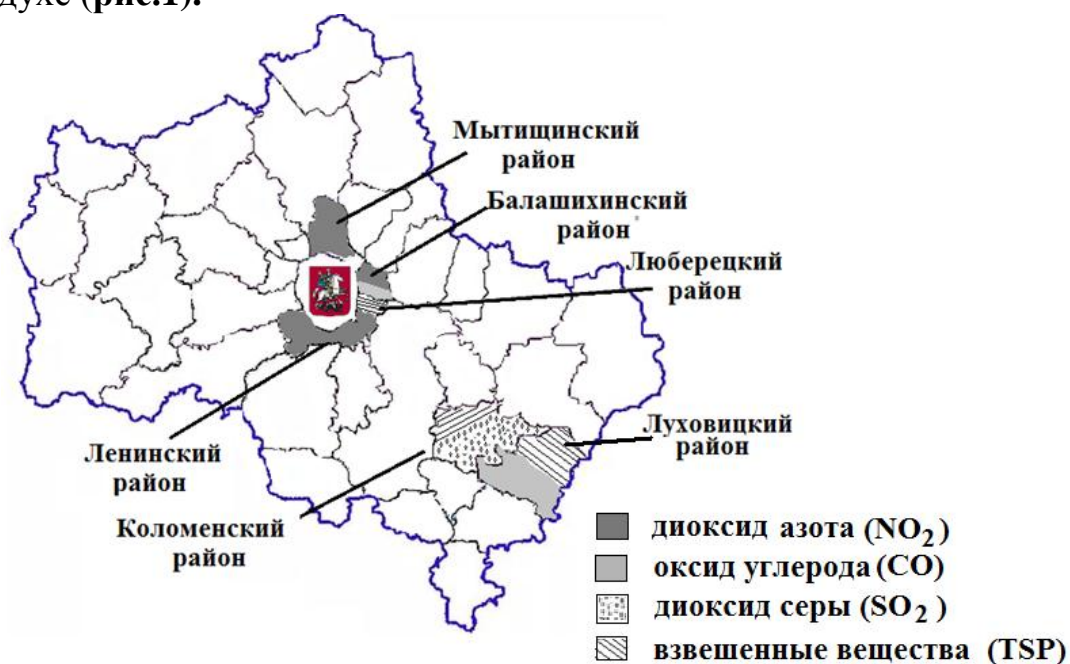 духе (рис.1).
Мытищинский
район
Балашихинский
район
Люберецкий
район
Луховицкий
район
Ленинский
район
Коломенский
район
диоксид азота (NO₂)
оксид углерода (CO)
диоксид серы (SO₂)
взвешенные вещества (TSP)